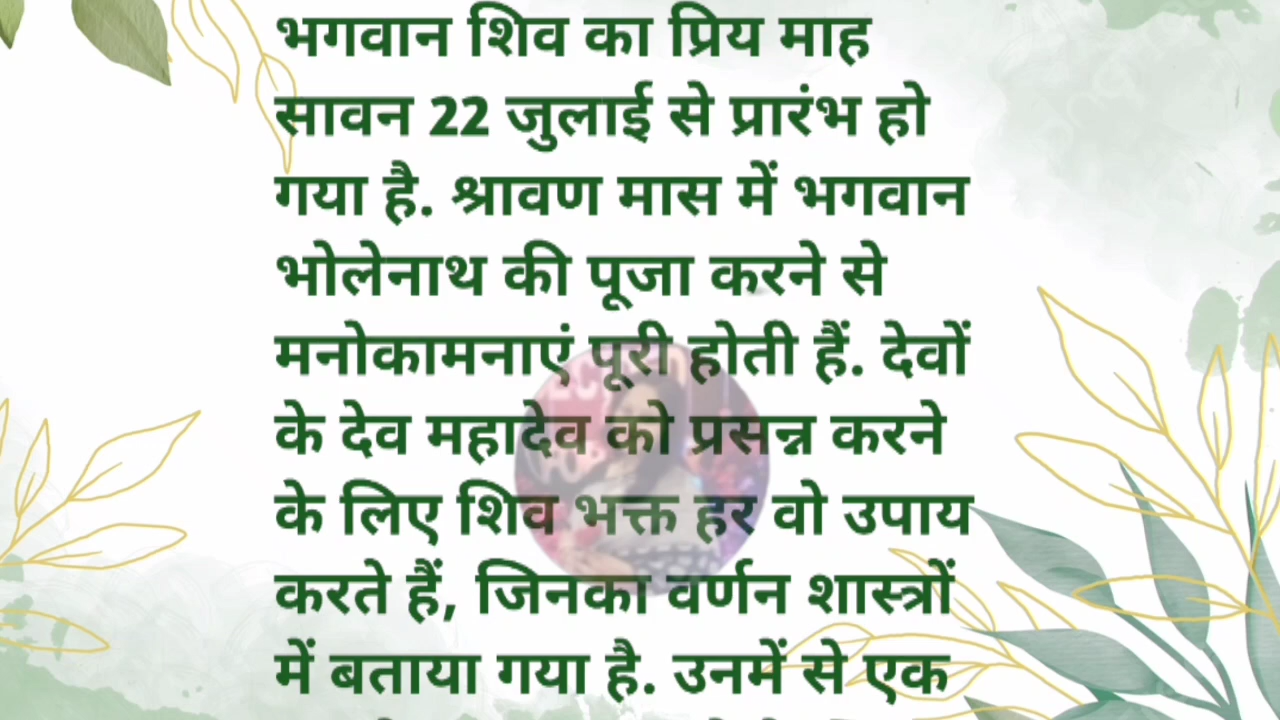 भगवान शिव का प्रिय माह
सावन 22 जुलाई से प्रारंभ हो
गया है. श्रावण मास में भगवान
भोलेनाथ की पूजा करने से
मनोकामनाएं पूरी होती हैं. देवों
के देव महादेव को प्रसन्न करने
के लिए शिव भक्त हर वो उपाय
करते हैं, जिनका वर्णन शास्त्रों
में बताया गया है. उनमें से एक